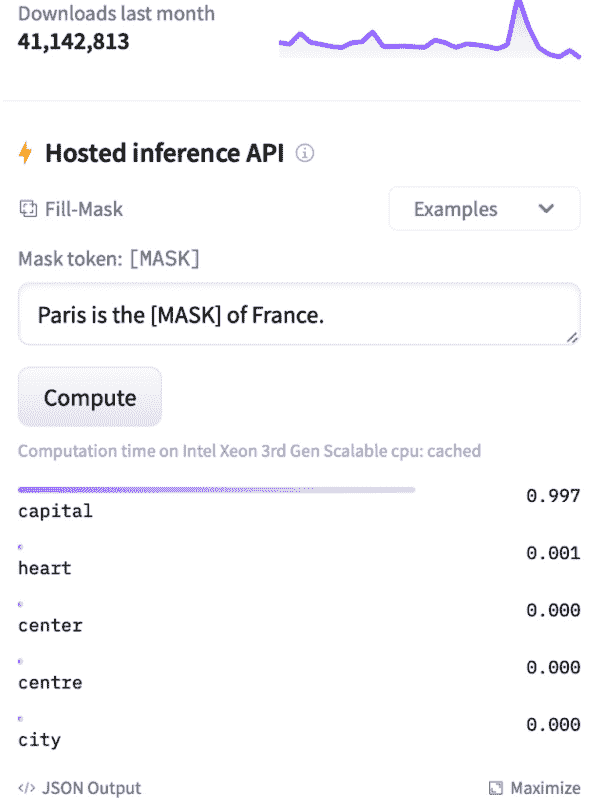 Downloads last month
41,142,813
Hosted inference API
Fill-Mask
Examples
Mask token: [MASK]
Paris is the [MASK] of France.
Compute
Computation time on Intel Xeon 3rd Gen Scalable cpu: cached
0.997
capital
0.001
heart
0.000
center
0.000
centre
0.000
city
</> JSON Output
Maximize